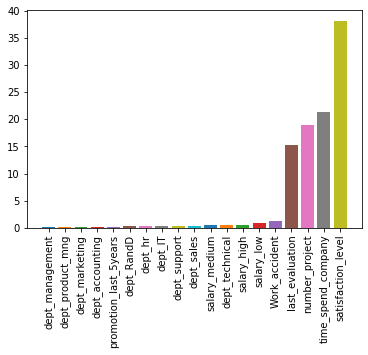 40
35
30
25
20
15
10
5
0
dept_management
dept_product_mng
dept_marketing
dept_accounting
promotion_last_5years
dept_RandD
dept_hr
dept_IT
dept_support
dept_sales
salary_medium
dept_technical
salary_high
salary_low
Work_accident
last_evaluation
number_project
time_spend_company
satisfaction_level